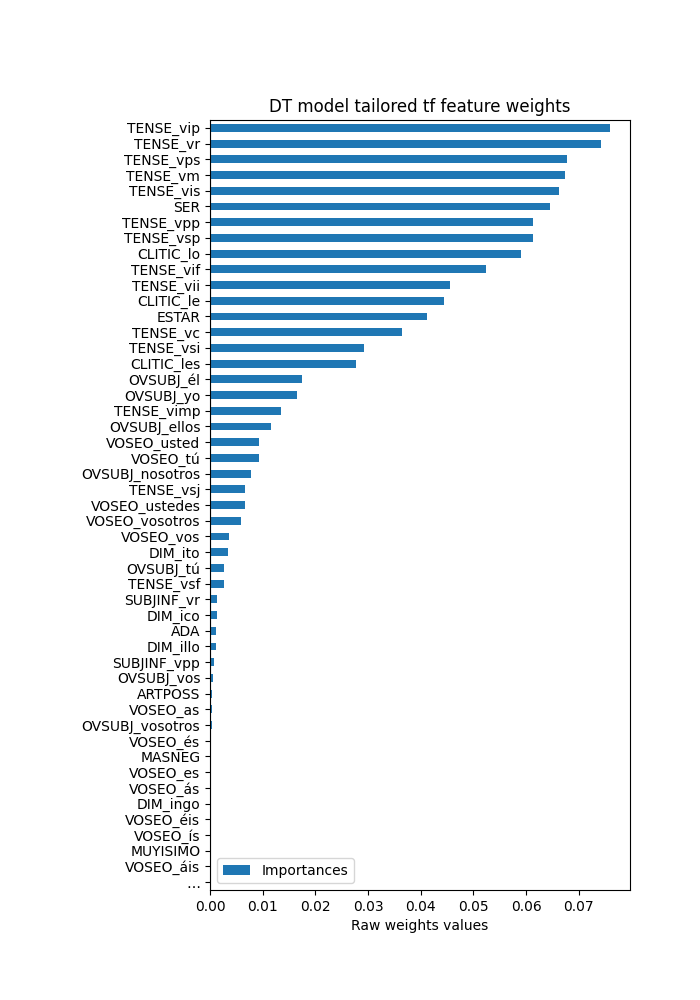 DT model tailored tf feature weights
TENSE_vip
TENSE_vr
TENSE_vps
TENSE_vm
TENSE_vis
SER
TENSE_vpp
TENSE_vsp
CLITIC_lo
TENSE_vif
TENSE_vii
CLITIC_le
ESTAR
TENSE_vc
TENSE_vsi
CLITIC_les
OVSUBJ_él
OVSUBJ_yo
TENSE_vimp
OVSUBJ_ellos
VOSEO_usted
VOSEO_tú
OVSUBJ_nosotros
TENSE_vsj
VOSEO_ustedes
VOSEO_vosotros
VOSEO_vos
DIM_ito
OVSUBJ_tú
TENSE_vsf
SUBJINF_vr
DIM_ico
ADA
DIM_illo
SUBJINF_vpp
OVSUBJ_vos
ARTPOSS
VOSEO_as
OVSUBJ_vosotros
VOSEO_és
MASNEG
VOSEO_es
VOSEO_ás
DIM_ingo
VOSEO_éis
VOSEO_ís
MUYISIMO
VOSEO_áis
...
Importances
0.00 0.01 0.02 0.03 0.04 0.05 0.06 0.07
Raw weights values